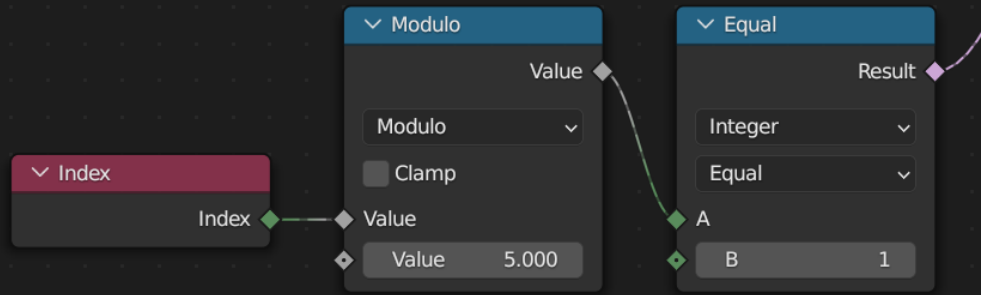 Index
Index
Modulo
Value
Modulo
Clamp
Value
Value 5.000
Equal
Result
Integer
Equal
A
B 1